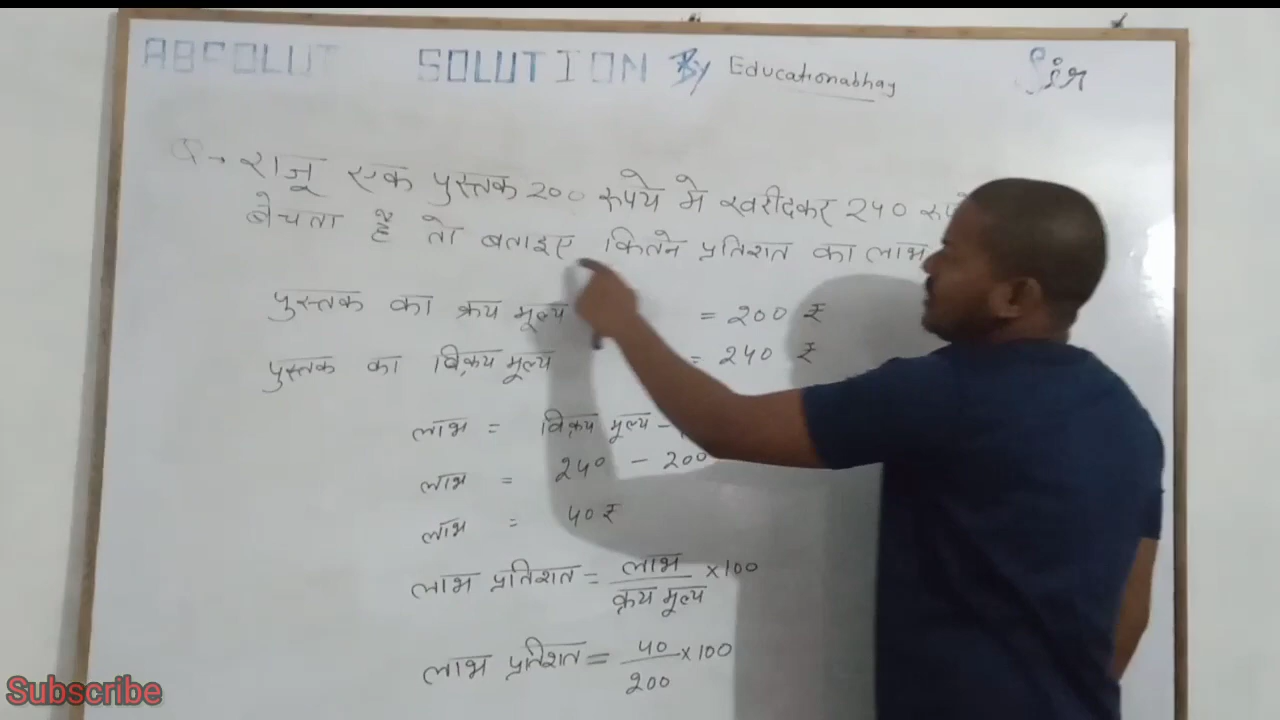 ABSOLUT SOLUTION By Educationabhay Sir
Q→ राजू एक पुस्तक 200 रूपये मे खरीदकर 240
बेचता है तो बताइए कितने प्रतिशत का लाभ
पुस्तक का क्रय मूल्य = 200 ₹
पुस्तक का विक्रय मूल्य = 240 ₹
लाभ = विक्रय मूल्य -
लाभ = 240 - 200
लाभ = 40 ₹
लाभ प्रतिशत = लाभ / क्रय मूल्य × 100
लाभ प्रतिशत = 40 / 200 × 100
Subscribe